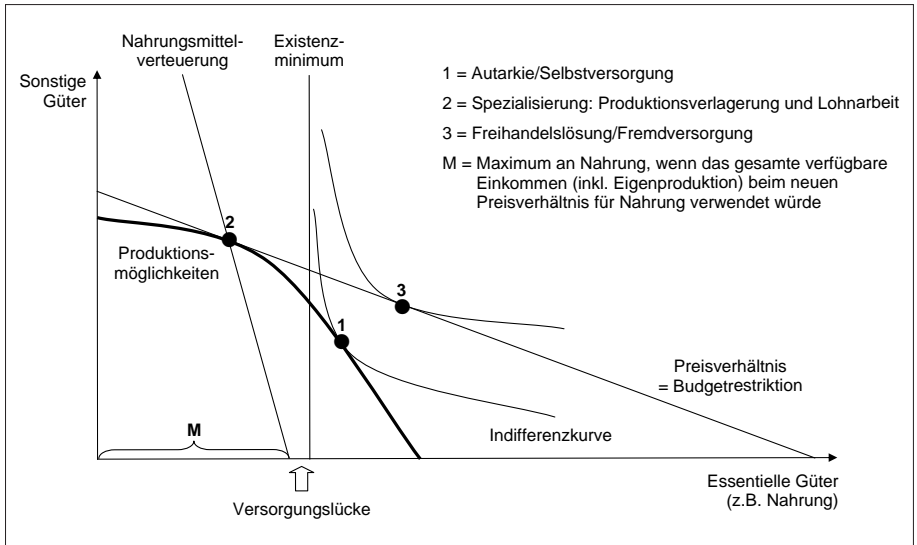 Nahrungsmittel-
verteuerung
Existenz-
minimum
Sonstige
Güter
1 = Autarkie/Selbstversorgung
2 = Spezialisierung: Produktionsverlagerung und Lohnarbeit
3 = Freihandelslösung/Fremdversorgung
M = Maximum an Nahrung, wenn das gesamte verfügbare
Einkommen (inkl. Eigenproduktion) beim neuen
Preisverhältnis für Nahrung verwendet würde
2
Produktions-
möglichkeiten
3
1
Preisverhältnis
= Budgetrestriktion
M
Indifferenzkurve
Essentielle Güter
(z.B. Nahrung)
Versorgungslücke